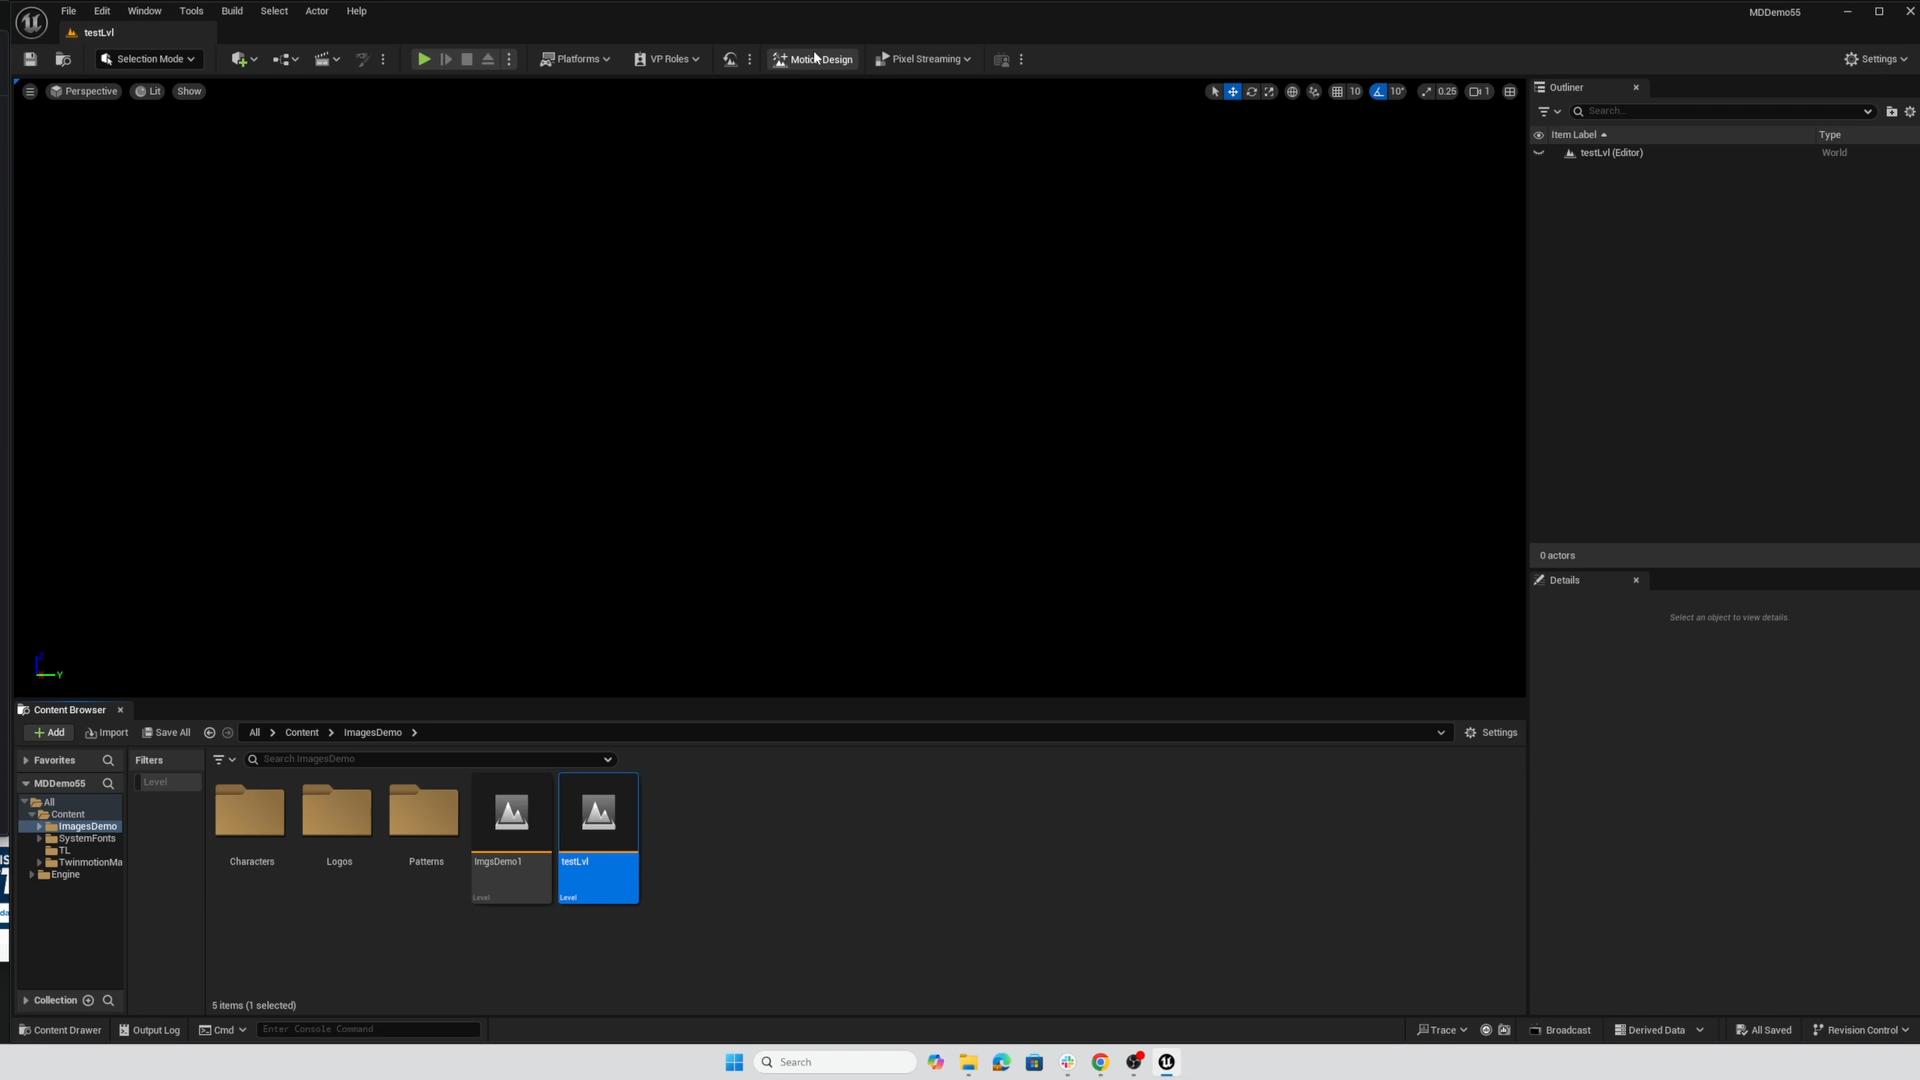 File Edit Window Tools Build Select Actor Help
MDDemo55
testLvl
Selection Mode
Platforms
VP Roles
Motion Design
Pixel Streaming
Settings
Perspective
Lit
Show
10
10°
0.25
1
Outliner
Search...
Item Label
Type
testLvl (Editor)
World
0 actors
Details
Select an object to view details.
Y
Content Browser
Add
Import
Save All
All
Content
ImagesDemo
Settings
Favorites
Filters
Search ImagesDemo
MDDemo55
Level
All
Content
ImagesDemo
SystemFonts
TL
TwinmotionMa
Engine
Characters
Logos
Patterns
ImgsDemo1
Level
testLvl
Level
Collection
5 items (1 selected)
Content Drawer
Output Log
Cmd
Enter Console Command
Trace
Broadcast
Derived Data
All Saved
Revision Control
Search